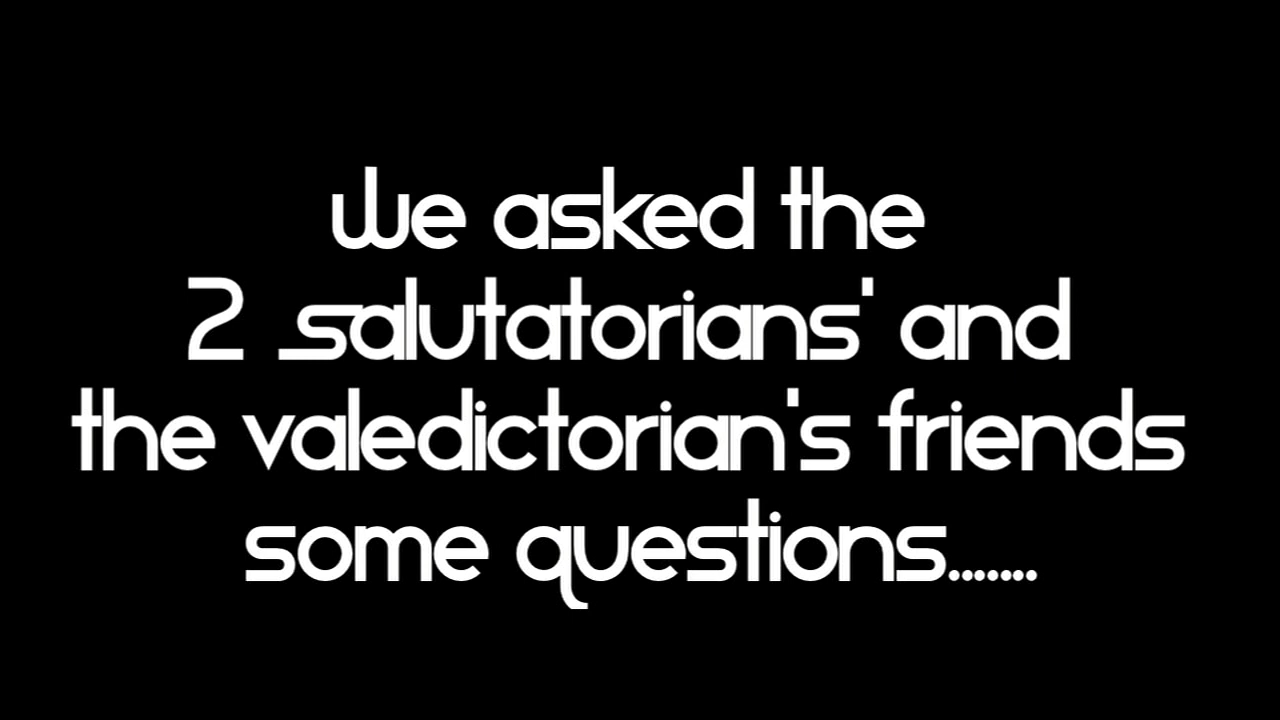 We asked the
2 Salutatorians' and
the valedictorian's friends
some questions.......